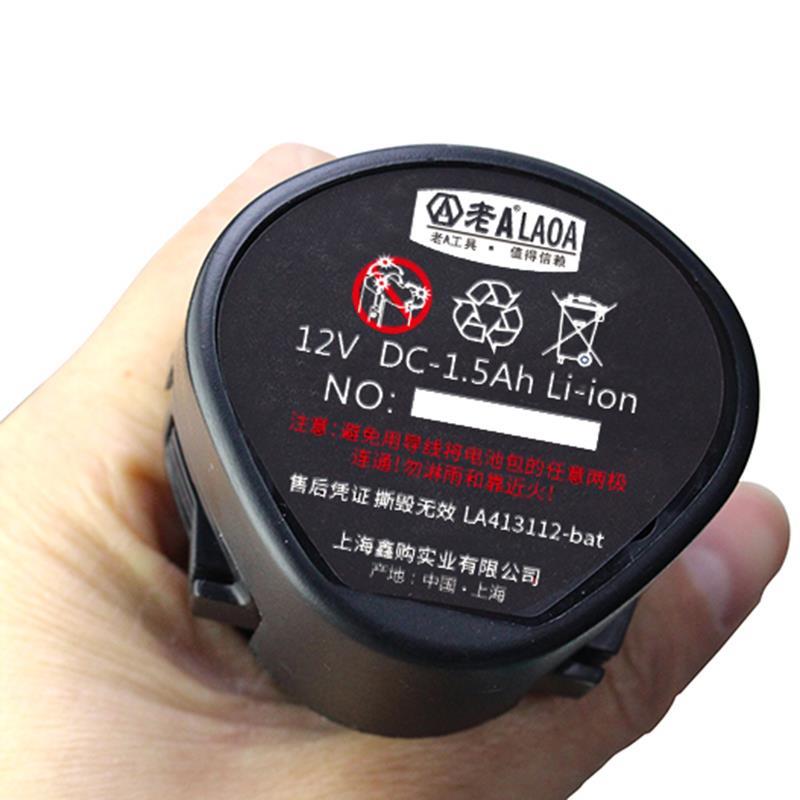 老A® LAOA
老A工具 · 值得信赖
12V DC-1.5Ah Li-ion
NO:
注意:避免用导线将电池包的任意两极
连通!勿淋雨和靠近火!
售后凭证 撕毁无效 LA413112-bat
上海鑫购实业有限公司
产地:中国·上海